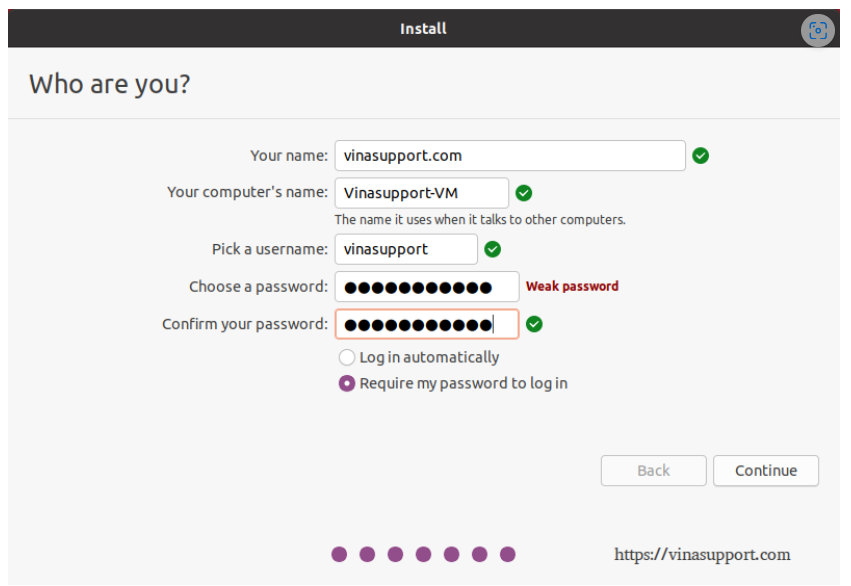 Install
Who are you?
Your name: vinasupport.com
Your computer's name: Vinasupport-VM
The name it uses when it talks to other computers.
Pick a username: vinasupport
Choose a password: ●●●●●●●●●●● Weak password
Confirm your password: ●●●●●●●●●●●
Log in automatically
Require my password to log in
Back Continue
https://vinasupport.com